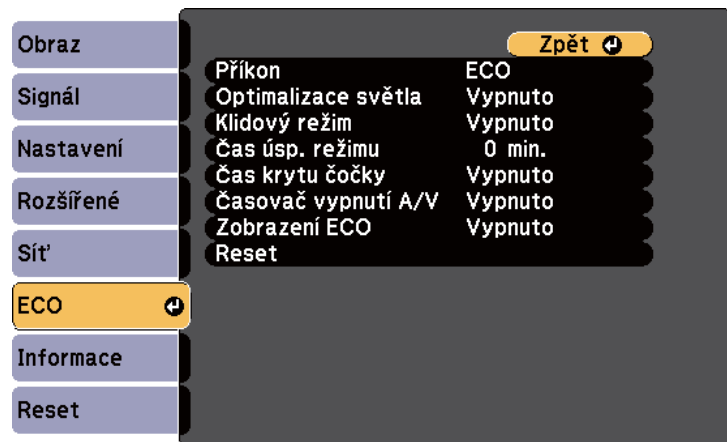 Obraz
Signál
Nastavení
Rozšířené
Síť
ECO
Informace
Reset
Zpět
Příkon ECO
Optimalizace světla Vypnuto
Klidový režim Vypnuto
Čas úsp. režimu 0 min.
Čas krytu čočky Vypnuto
Časovač vypnutí A/V Vypnuto
Zobrazení ECO Vypnuto
Reset